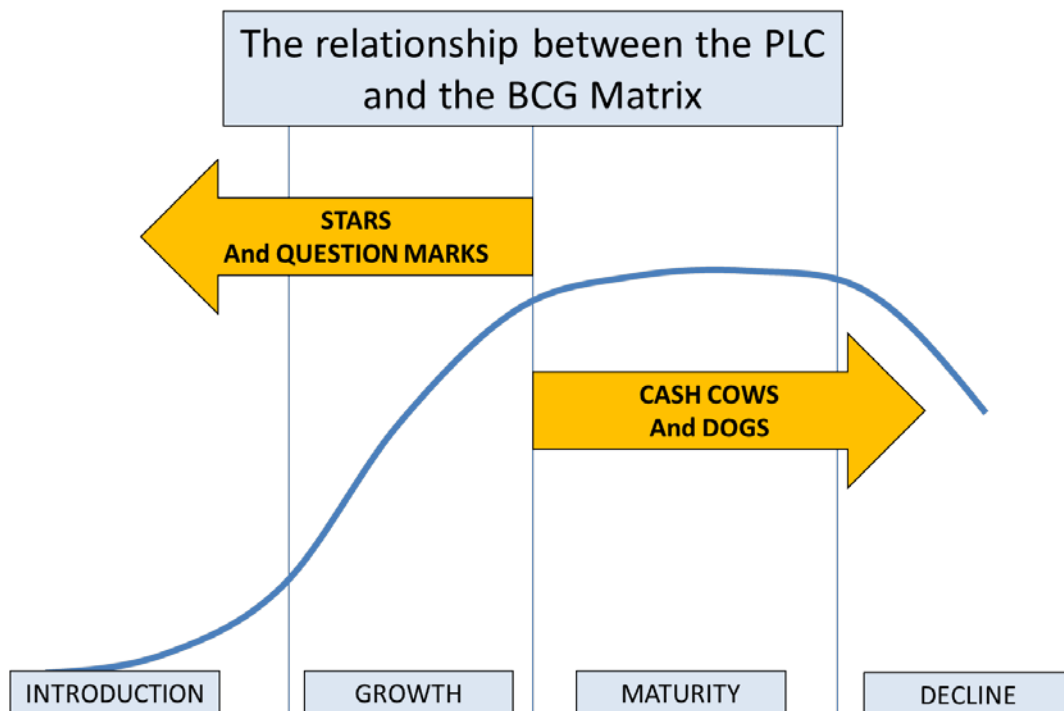 The relationship between the PLC
and the BCG Matrix
STARS
And QUESTION MARKS
CASH COWS
And DOGS
INTRODUCTION
GROWTH
MATURITY
DECLINE